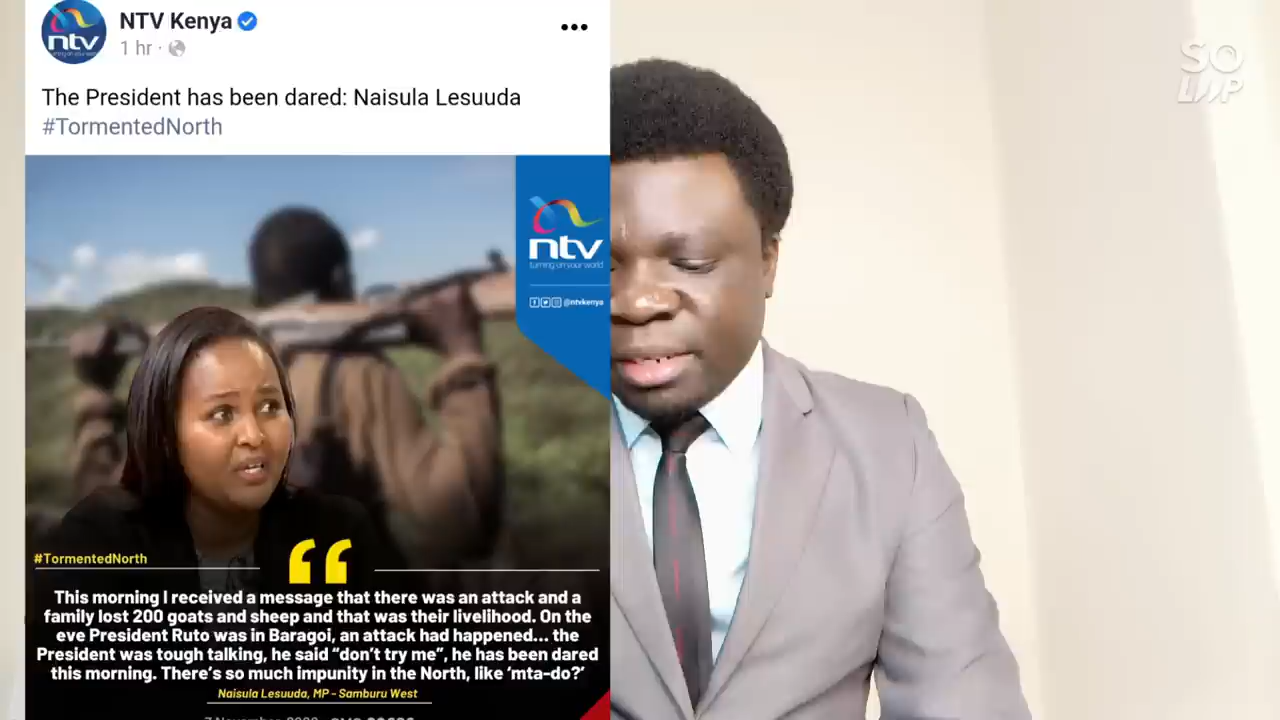 NTV Kenya
1 hr
The President has been dared: Naisula Lesuuda
#TormentedNorth
ntv
SO
LOOP
ntv
turning on your world
@ntvkenya
#TormentedNorth
“
This morning I received a message that there was an attack and a
family lost 200 goats and sheep and that was their livelihood. On the
eve President Ruto was in Baragoi, an attack had happened... the
President was tough talking, he said “don’t try me”, he has been dared
this morning. There’s so much impunity in the North, like ‘mta-do?’
Naisula Lesuuda, MP - Samburu West